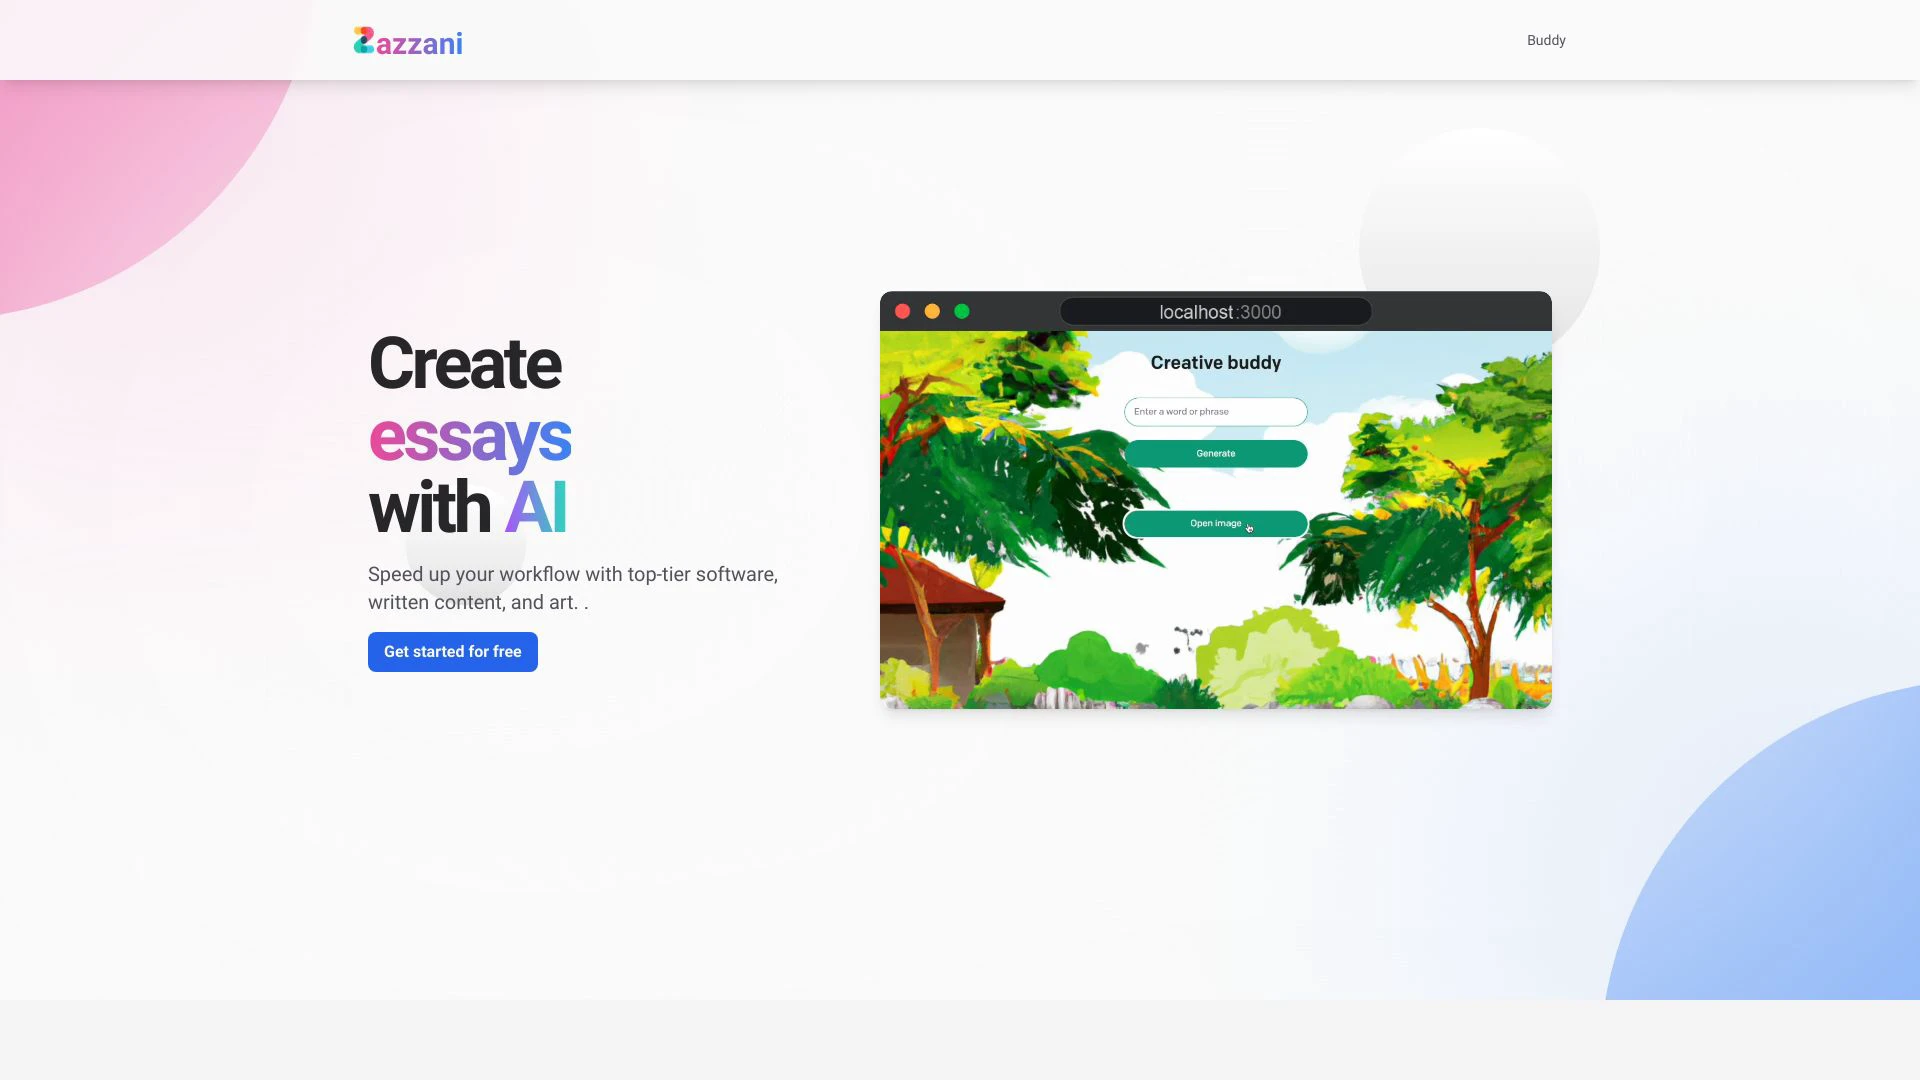 Zazzani
Buddy
Create
essays
with AI
Speed up your workflow with top-tier software,
written content, and art. .
Get started for free
localhost:3000
Creative buddy
Enter a word or phrase
Generate
Open image